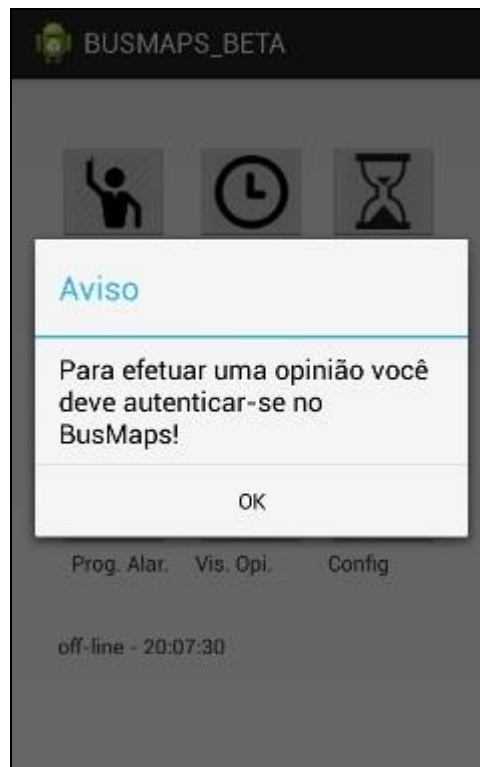 BUSMAPS_BETA
Aviso
Para efetuar uma opinião você
deve autenticar-se no
BusMaps!
OK
Prog. Alar. Vis. Opi. Config
off-line - 20:07:30